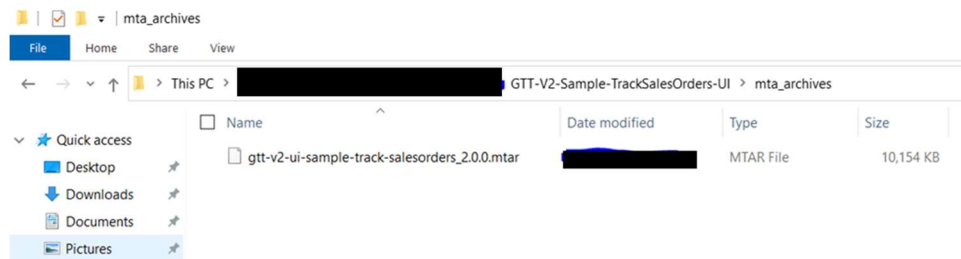 mta_archives
File Home Share View
This PC > GTT-V2-Sample-TrackSalesOrders-UI > mta_archives
Name Date modified Type Size
Quick access
gtt-v2-ui-sample-track-salesorders_2.0.0.mtar MTAR File 10,154 KB
Desktop
Downloads
Documents
Pictures